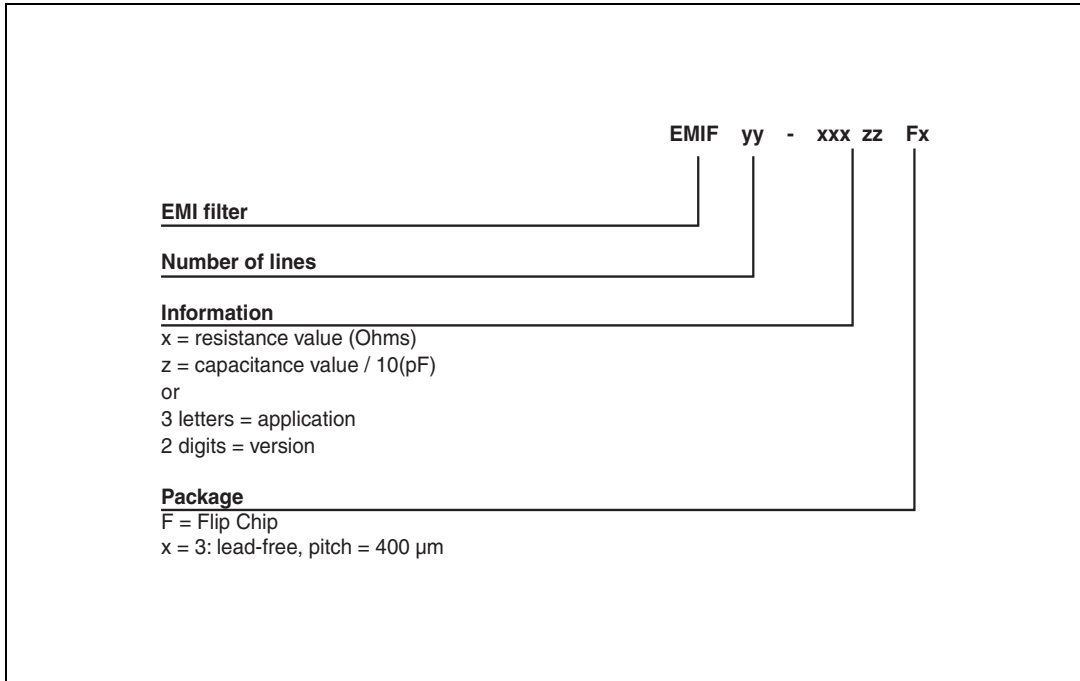 EMIF yy - xxx zz Fx
EMI filter
Number of lines
Information
x = resistance value (Ohms)
z = capacitance value / 10(pF)
or
3 letters = application
2 digits = version
Package
F = Flip Chip
x = 3: lead-free, pitch = 400 µm